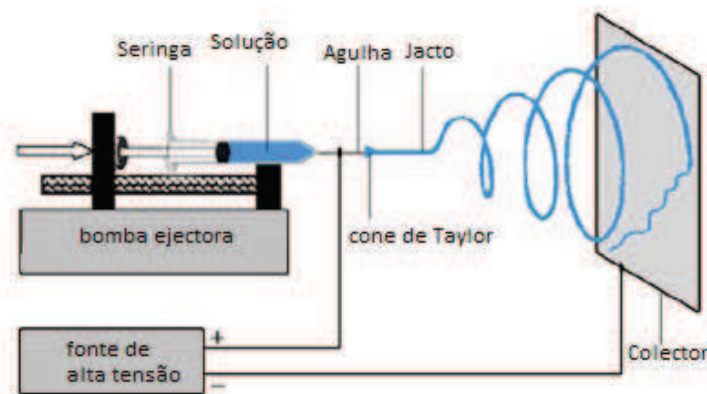 Seringa
Solução
Agulha
Jacto
bomba ejectora
cone de Taylor
+
fonte de
alta tensão
−
Colector